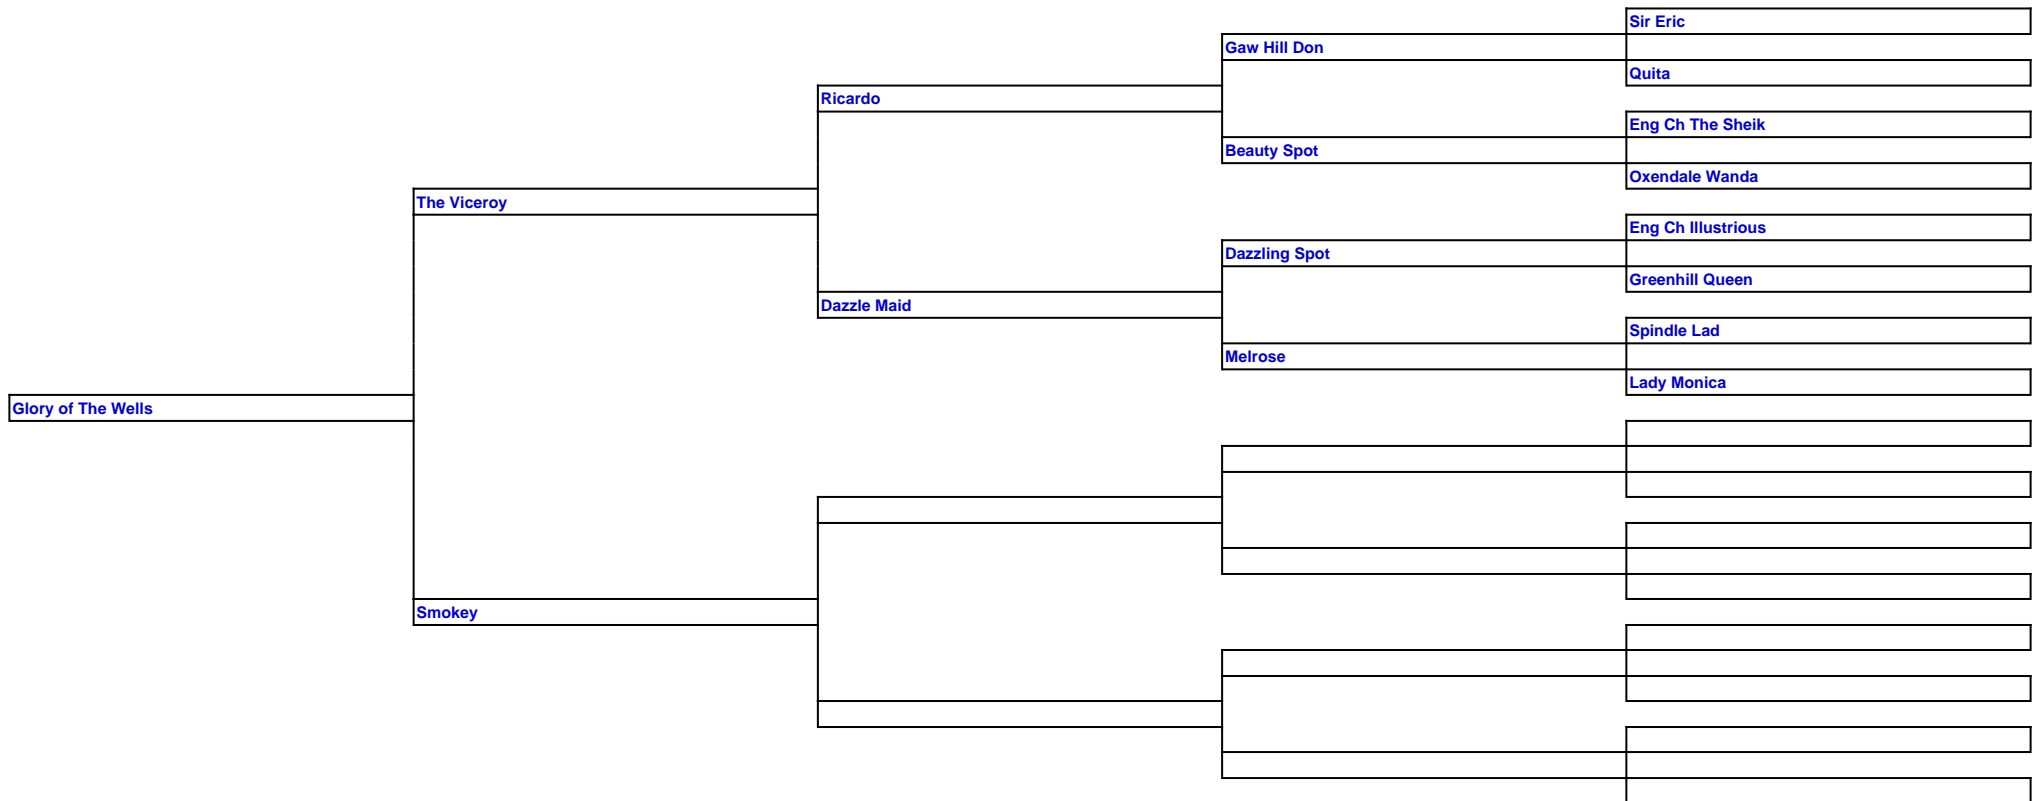 Sir Eric
Gaw Hill Don
Quita
Ricardo
Eng Ch The Sheik
Beauty Spot
Oxendale Wanda
The Viceroy
Eng Ch Illustrious
Dazzling Spot
Greenhill Queen
Dazzle Maid
Spindle Lad
Melrose
Lady Monica
Glory of The Wells
Smokey